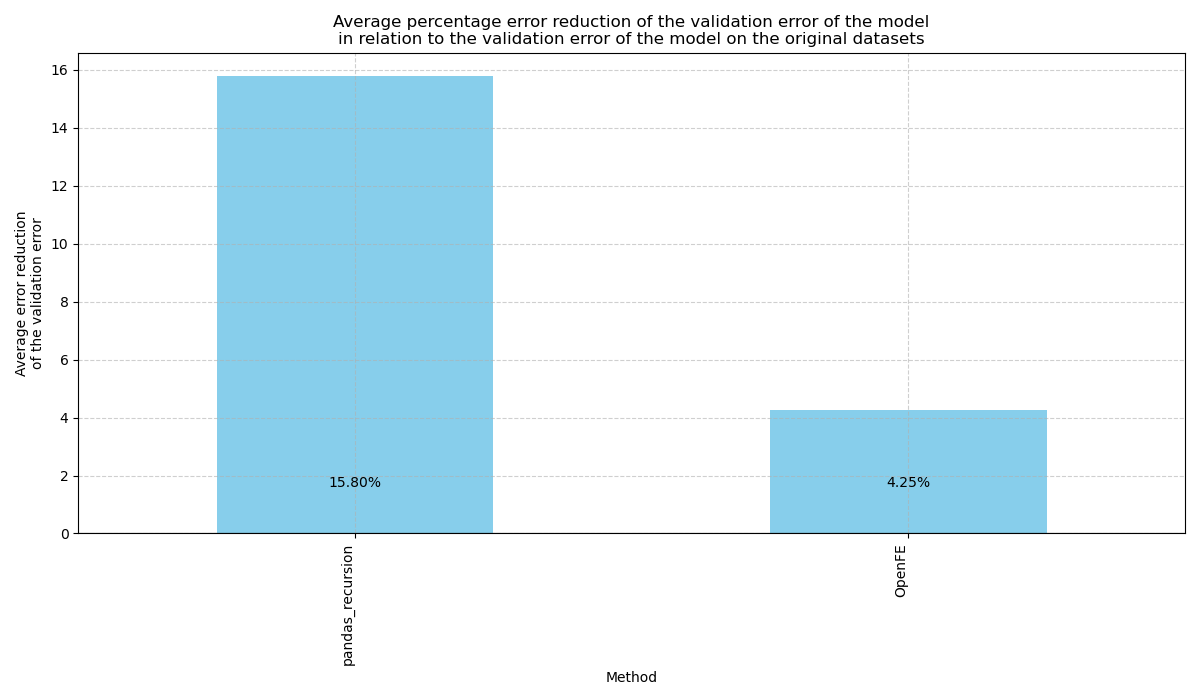 Average percentage error reduction of the validation error of the model
in relation to the validation error of the model on the original datasets
Average error reduction
of the validation error
16
14
12
10
8
6
4
2
0
15.80%
4.25%
pandas_recursion
OpenFE
Method